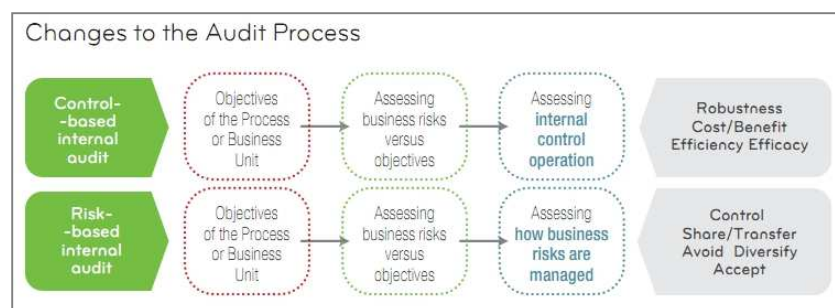 Changes to the Audit Process
Control-
-based
internal
audit
Objectives
of the Process
or Business
Unit
Assessing
business risks
versus
objectives
Assessing
internal
control
operation
Robustness
Cost/Benefit
Efficiency Efficacy
Risk-
-based
internal
audit
Objectives
of the Process
or Business
Unit
Assessing
business risks
versus
objectives
Assessing
how business
risks are
managed
Control
Share/Transfer
Avoid Diversify
Accept